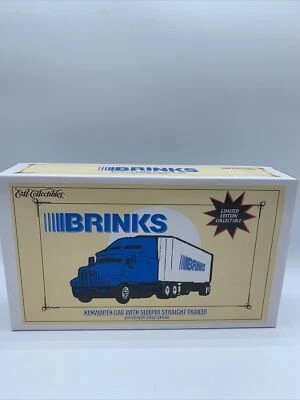 BRINKS
Ertl Collectibles
BRINKS
LIMITED
EDITION
COLLECTIBLE
BRINKS
KENWORTH CAB WITH SLEEPER STRAIGHT TRAILER